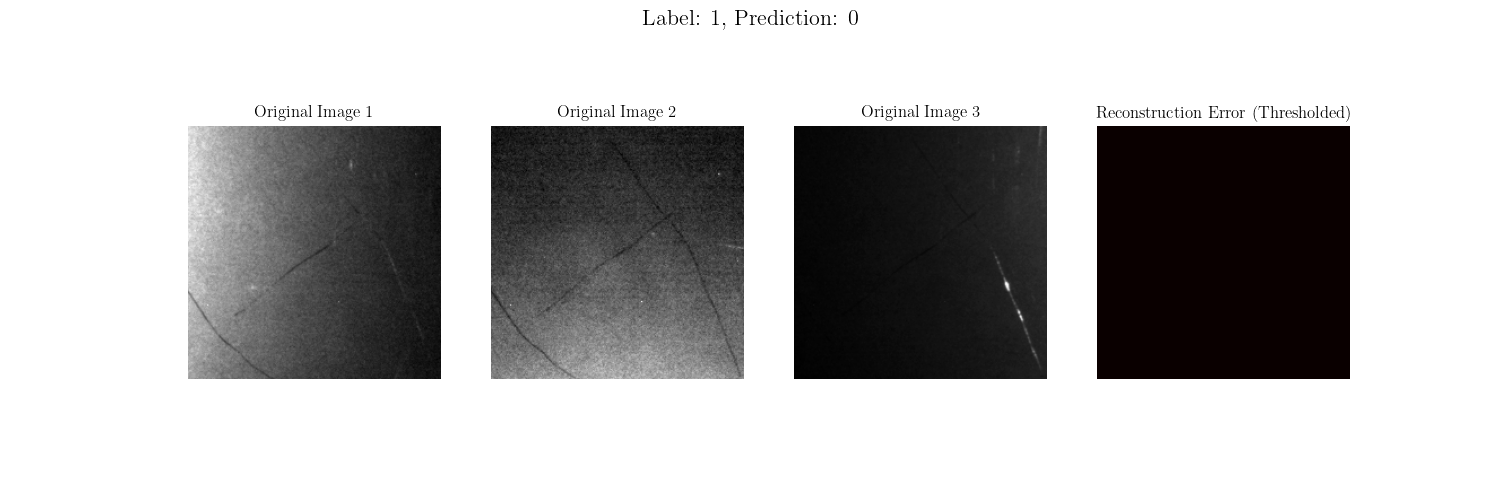 Label: 1, Prediction: 0
Original Image 1
Original Image 2
Original Image 3
Reconstruction Error (Thresholded)